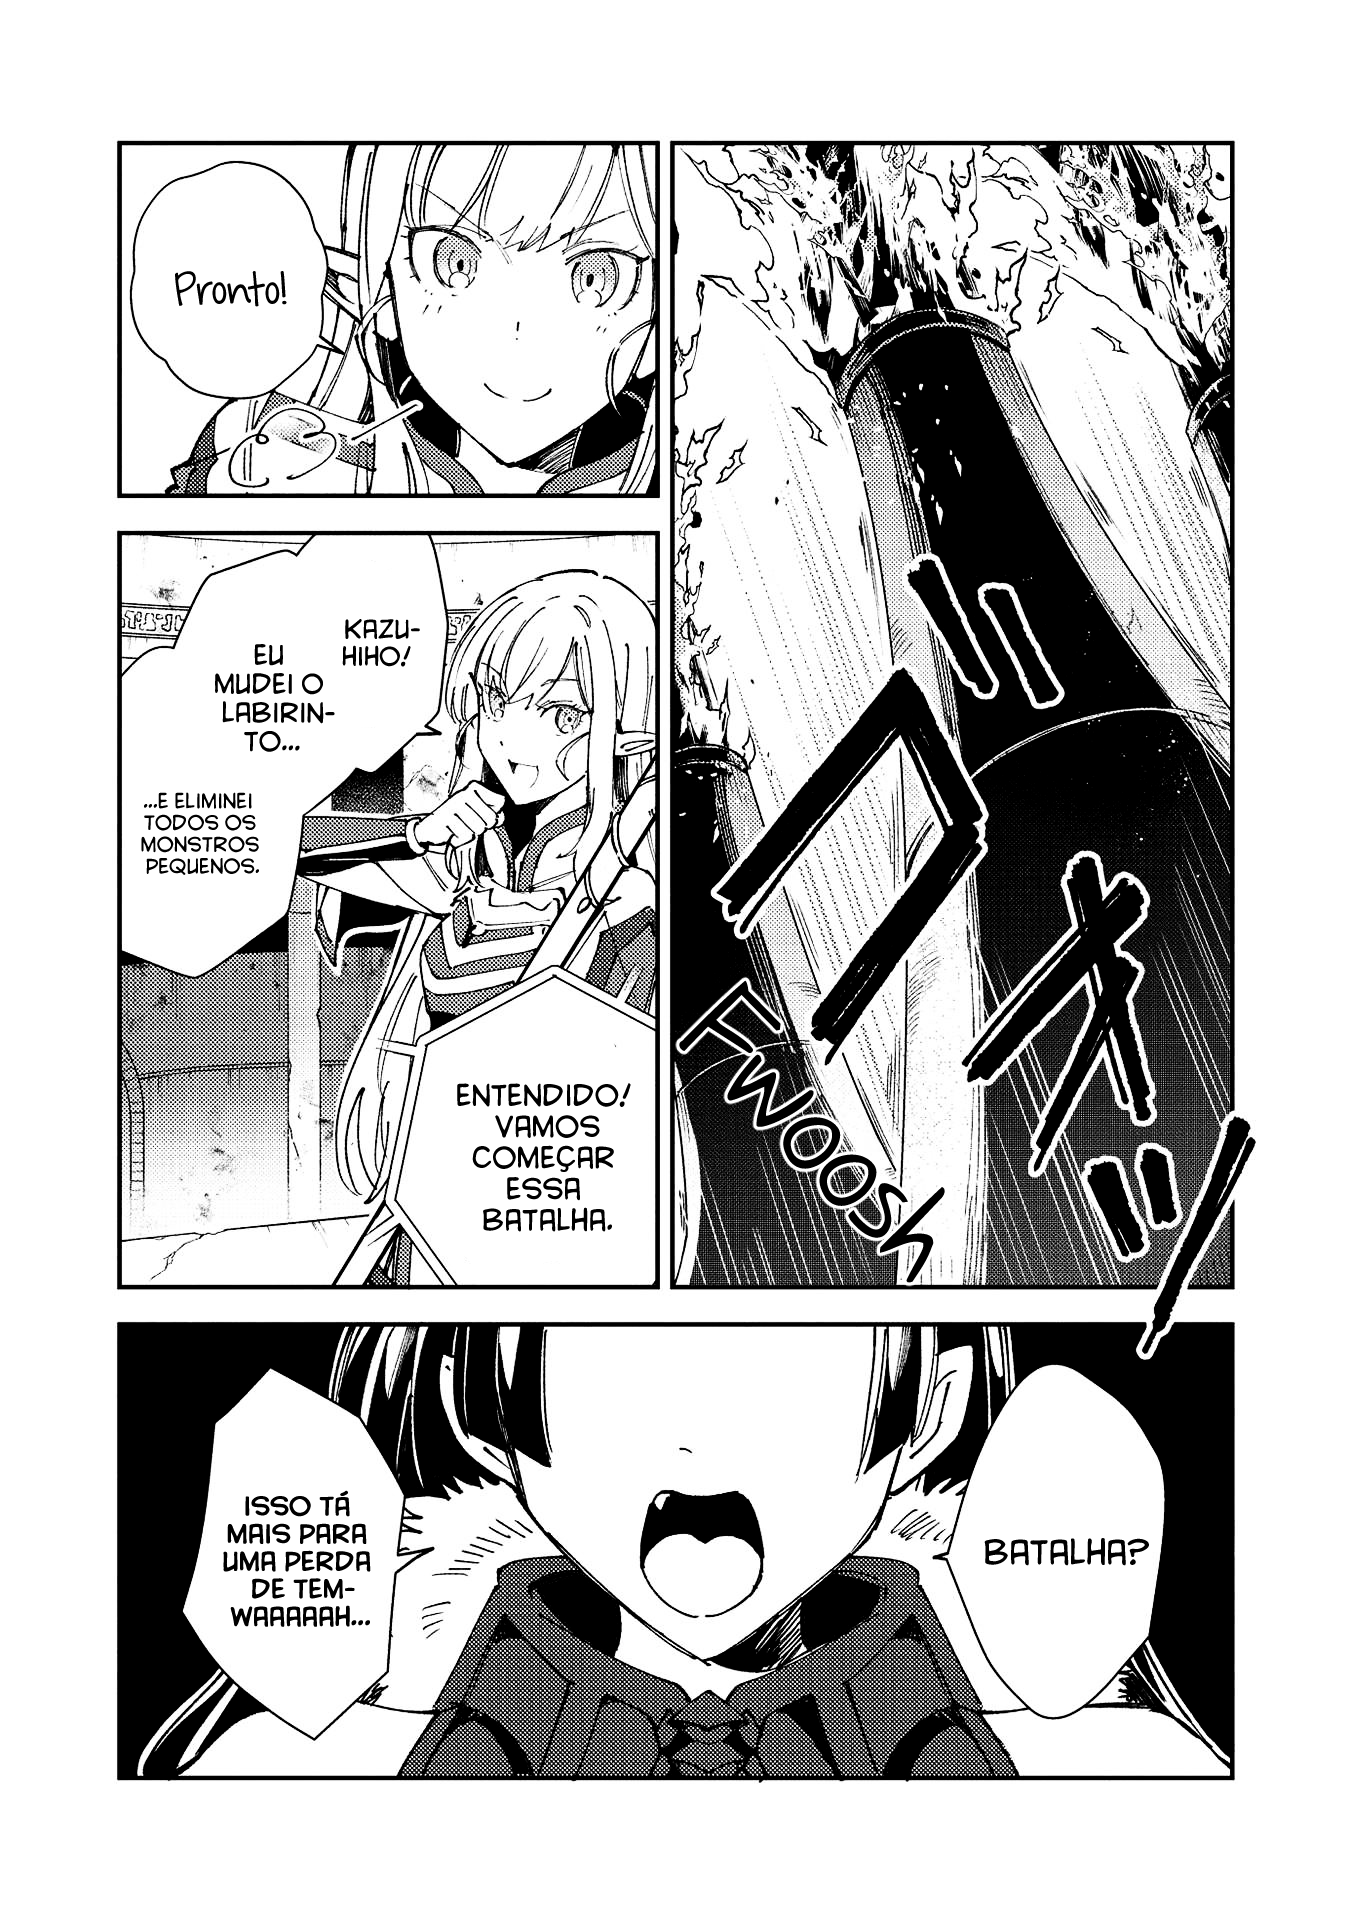 ゴオッ
Fwoosh
Pronto!
KAZU-
HIHO!
EU
MUDEI O
LABIRIN-
TO...
...E ELIMINEI
TODOS OS
MONSTROS
PEQUENOS.
ENTENDIDO!
VAMOS
COMEÇAR
ESSA
BATALHA.
BATALHA?
ISSO TÁ
MAIS PARA
UMA PERDA
DE TEM-
WAAAAAH...